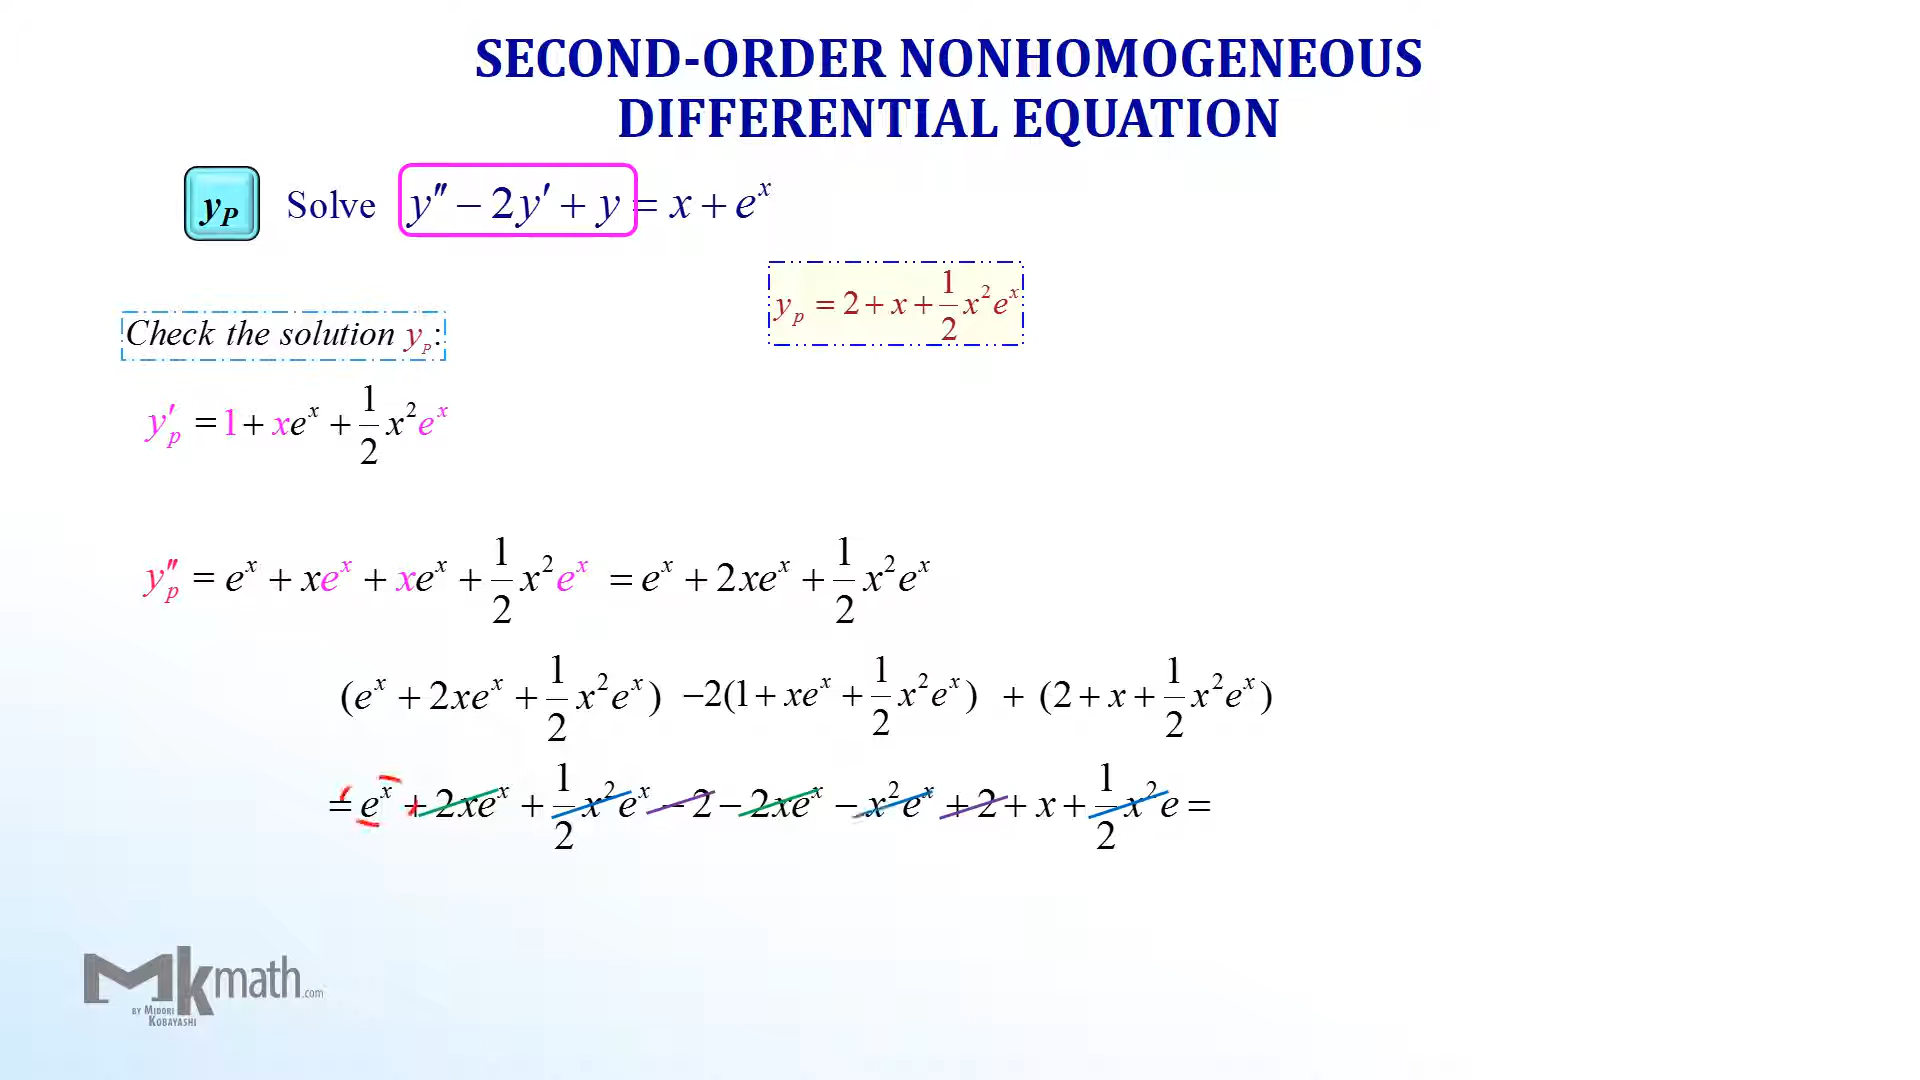 SECOND-ORDER NONHOMOGENEOUS
DIFFERENTIAL EQUATION
y_P Solve y″ − 2y′ + y = x + e^x
y_p = 2 + x + 1/2 x^2 e^x
Check the solution y_P:
y′_p = 1 + xe^x + 1/2 x^2 e^x
y″_p = e^x + xe^x + xe^x + 1/2 x^2 e^x = e^x + 2xe^x + 1/2 x^2 e^x
(e^x + 2xe^x + 1/2 x^2 e^x) −2(1 + xe^x + 1/2 x^2 e^x) + (2 + x + 1/2 x^2 e^x)
= e^x + 2xe^x + 1/2 x^2 e^x − 2 − 2xe^x − x^2 e^x + 2 + x + 1/2 x^2 e =
Mkmath.com
BY MIDORI
KOBAYASHI